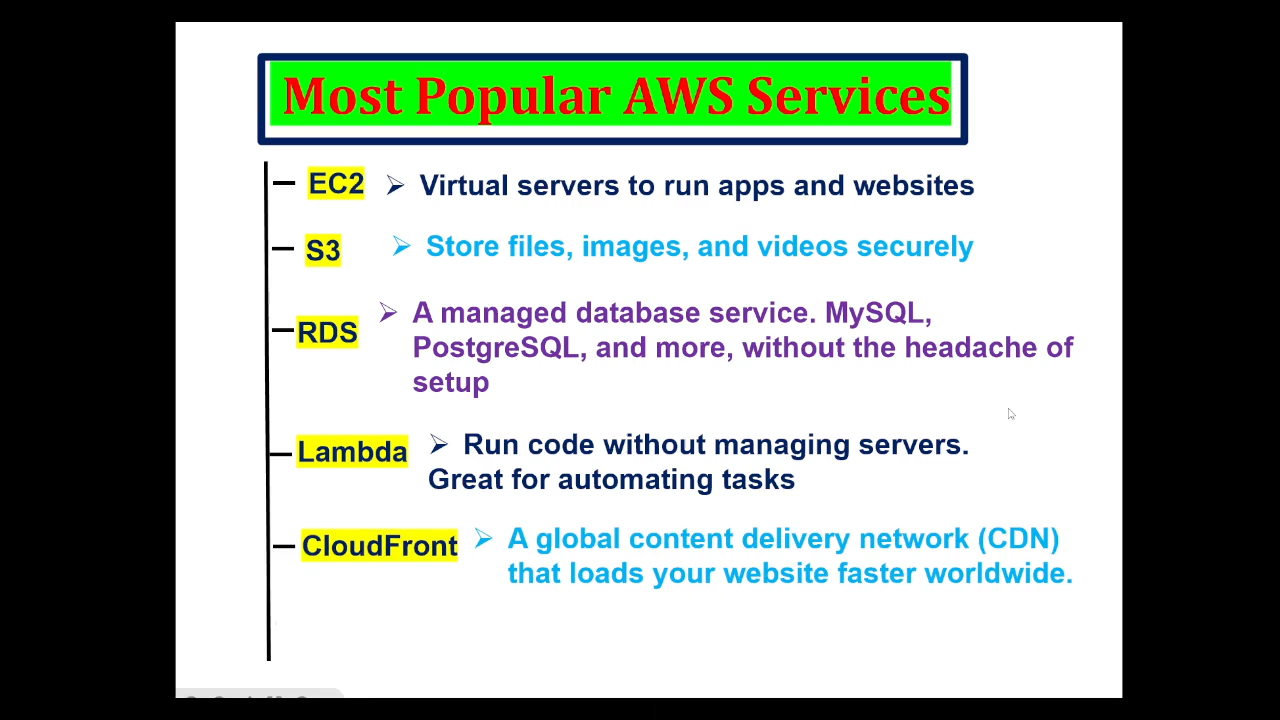 Most Popular AWS Services
EC2 ➢ Virtual servers to run apps and websites
S3 ➢ Store files, images, and videos securely
RDS ➢ A managed database service. MySQL,
PostgreSQL, and more, without the headache of
setup
Lambda ➢ Run code without managing servers.
Great for automating tasks
CloudFront ➢ A global content delivery network (CDN)
that loads your website faster worldwide.